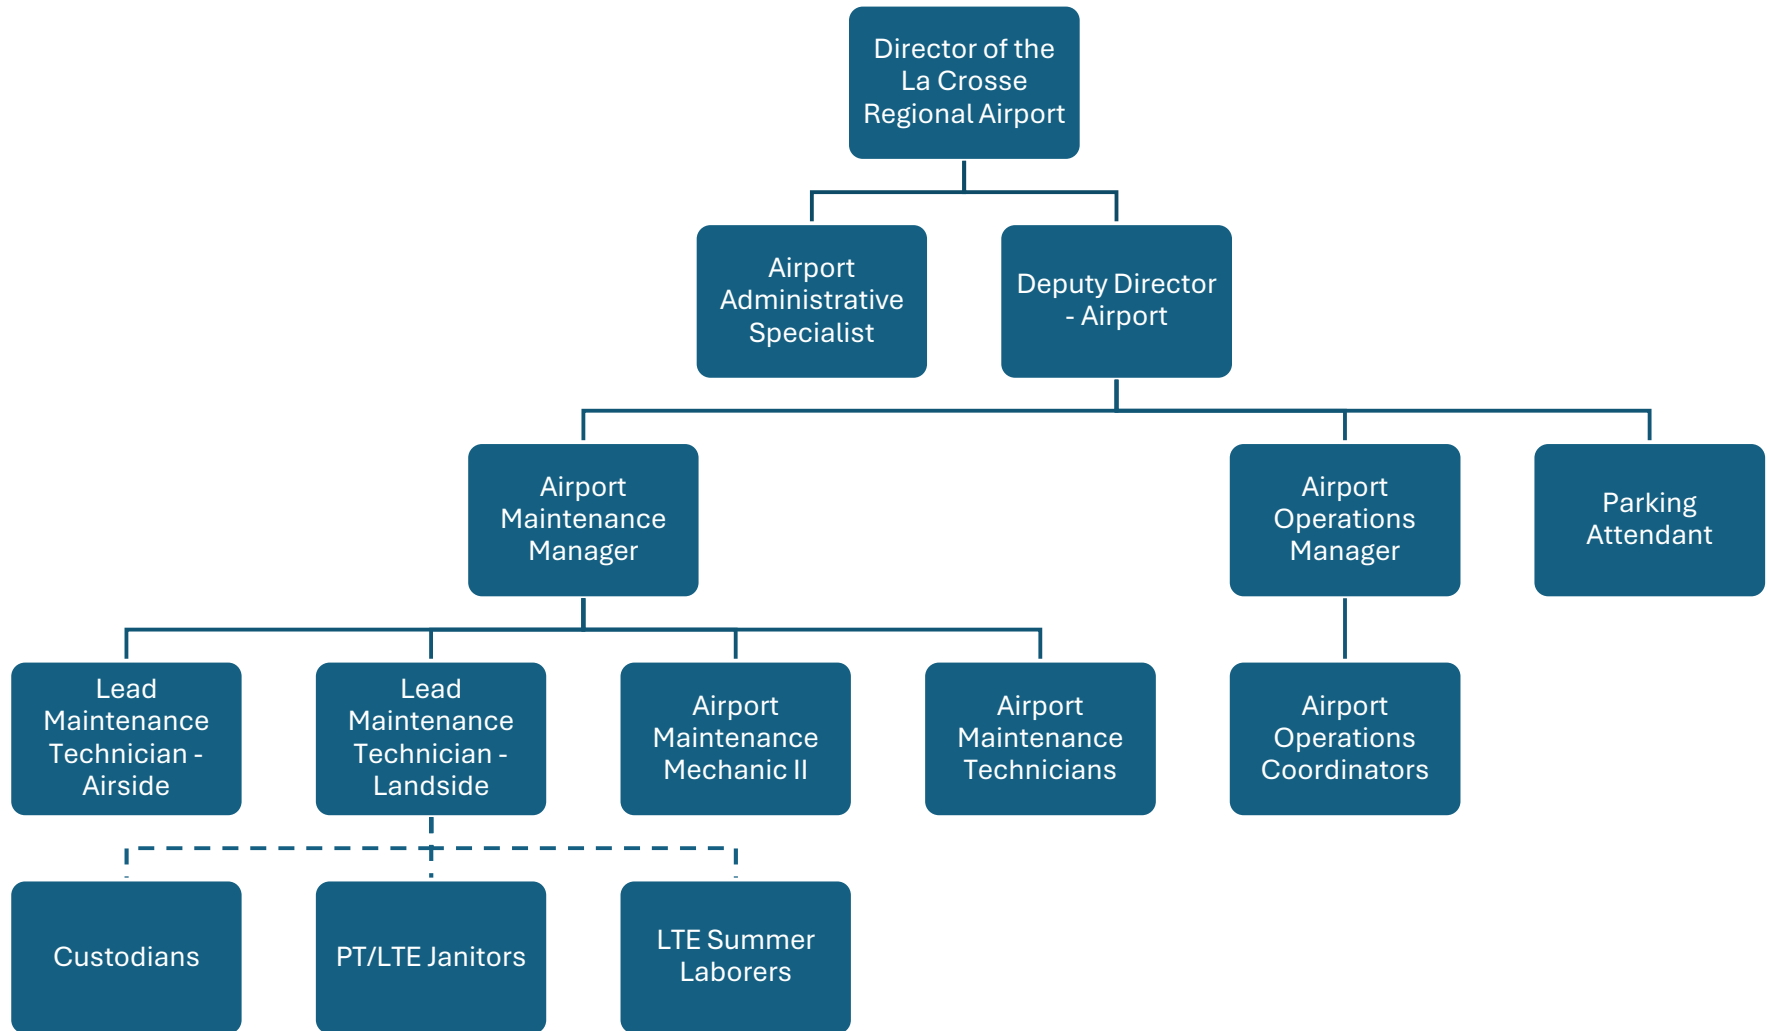 Director of the
La Crosse
Regional Airport
Airport
Administrative
Specialist
Deputy Director
- Airport
Airport
Maintenance
Manager
Airport
Operations
Manager
Parking
Attendant
Lead
Maintenance
Technician -
Airside
Lead
Maintenance
Technician -
Landside
Airport
Maintenance
Mechanic II
Airport
Maintenance
Technicians
Airport
Operations
Coordinators
Custodians
PT/LTE Janitors
LTE Summer
Laborers